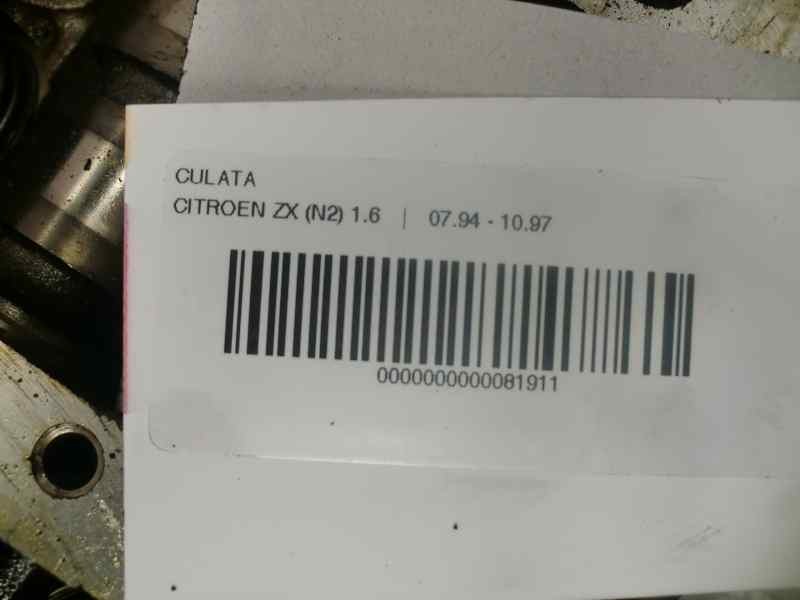 CULATA
CITROEN ZX (N2) 1.6 | 07.94 - 10.97
0000000000081911